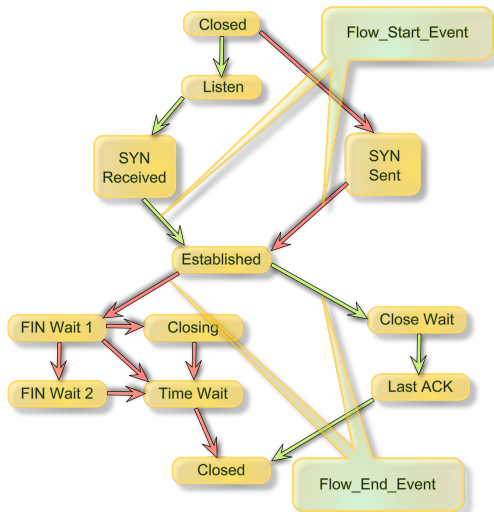 Closed
Flow_Start_Event
Listen
SYN
Received
SYN
Sent
Established
FIN Wait 1
Closing
Close Wait
FIN Wait 2
Time Wait
Last ACK
Closed
Flow_End_Event